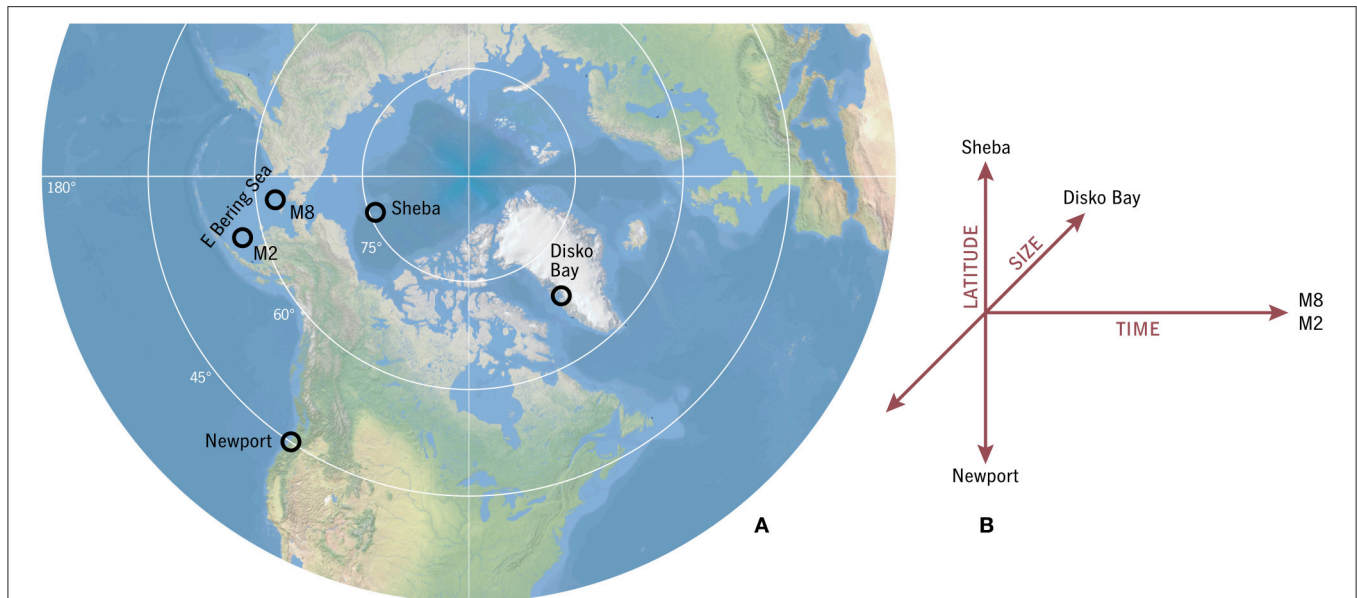 180°
E Bering Sea
M8
M2
Sheba
75°
Disko
Bay
60°
45°
Newport
A
Sheba
Disko Bay
LATITUDE
SIZE
TIME
M8
M2
Newport
B